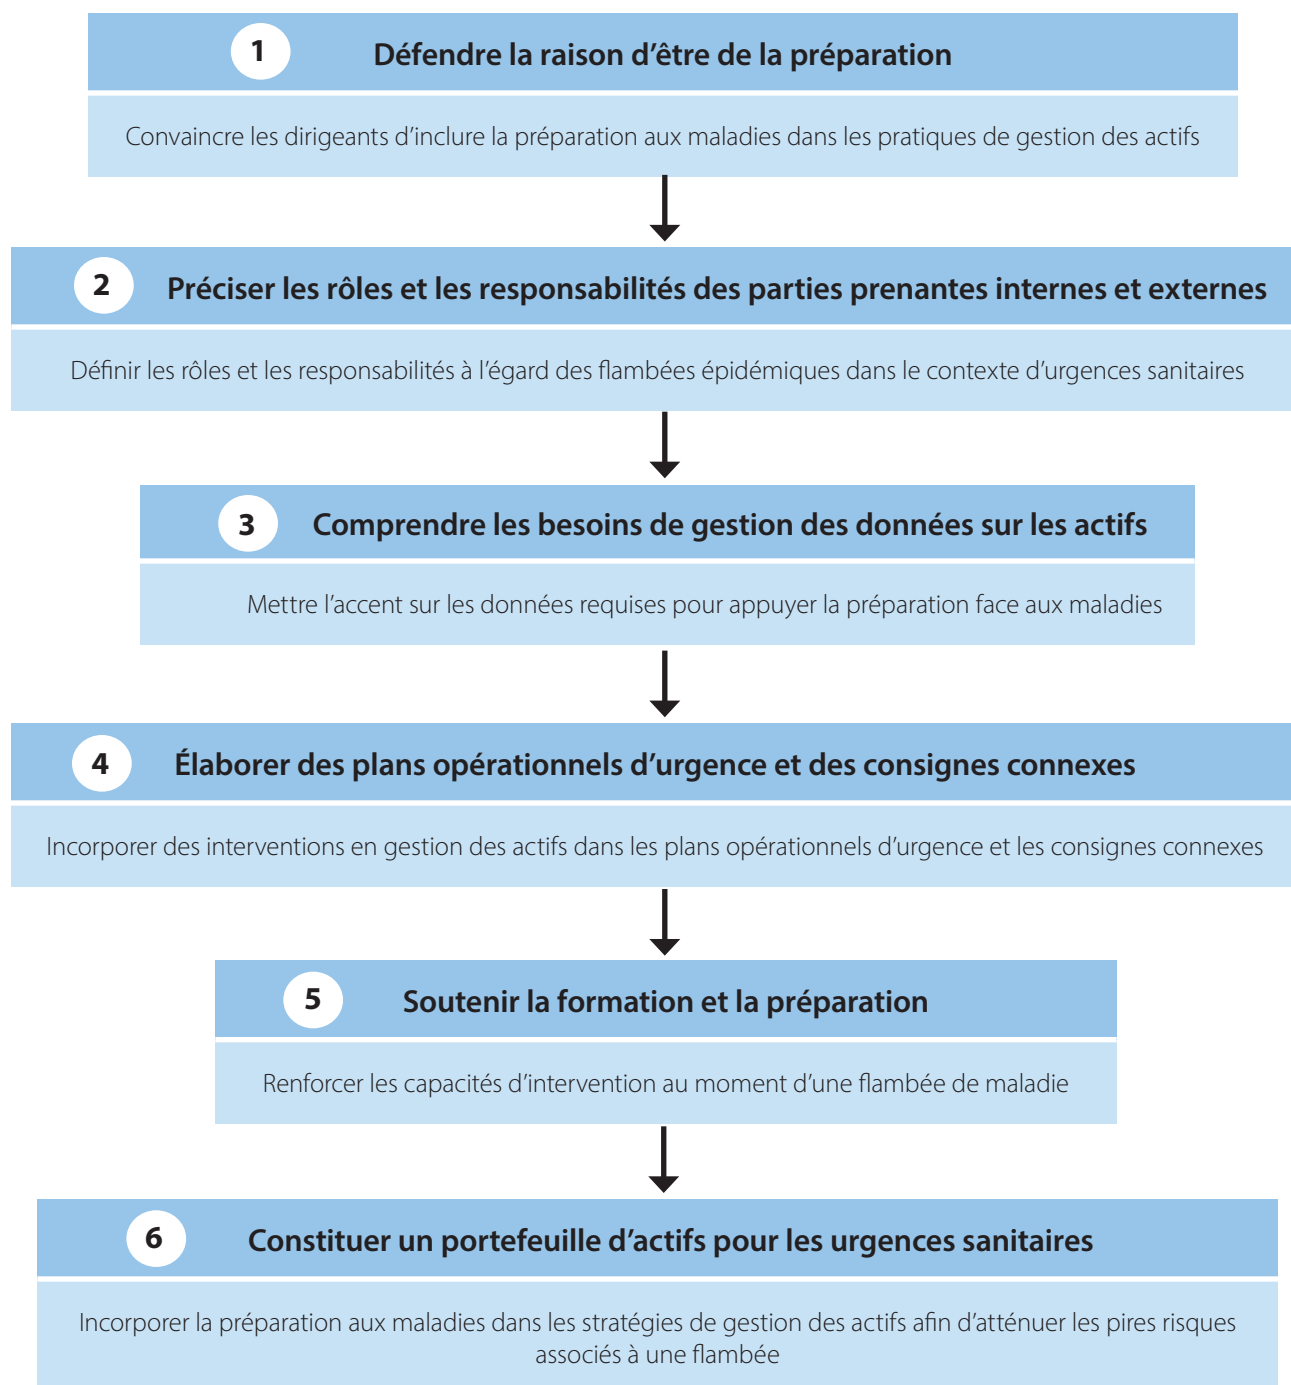 1
Défendre la raison d’être de la préparation
Convaincre les dirigeants d’inclure la préparation aux maladies dans les pratiques de gestion des actifs
2
Préciser les rôles et les responsabilités des parties prenantes internes et externes
Définir les rôles et les responsabilités à l’égard des flambées épidémiques dans le contexte d’urgences sanitaires
3
Comprendre les besoins de gestion des données sur les actifs
Mettre l’accent sur les données requises pour appuyer la préparation face aux maladies
4
Élaborer des plans opérationnels d’urgence et des consignes connexes
Incorporer des interventions en gestion des actifs dans les plans opérationnels d’urgence et les consignes connexes
5
Soutenir la formation et la préparation
Renforcer les capacités d’intervention au moment d’une flambée de maladie
6
Constituer un portefeuille d’actifs pour les urgences sanitaires
Incorporer la préparation aux maladies dans les stratégies de gestion des actifs afin d’atténuer les pires risques
associés à une flambée